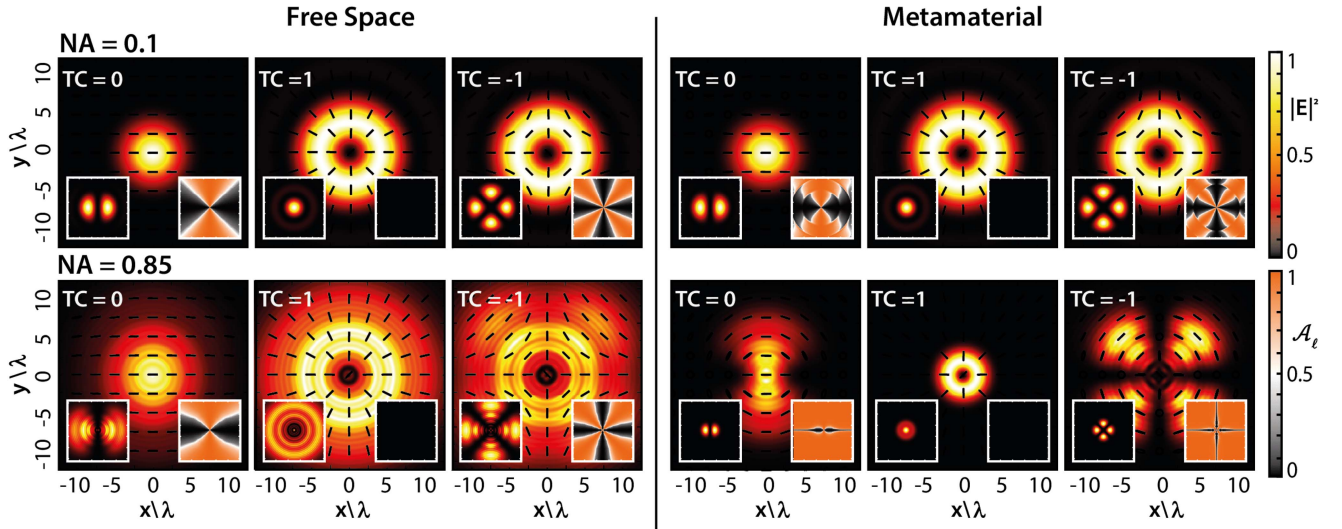 Free Space
Metamaterial
NA = 0.1
TC = 0
TC =1
TC = -1
TC = 0
TC =1
TC = -1
10
5
0
-5
-10
y\λ
1
0.5
0
|E|²
NA = 0.85
TC = 0
TC =1
TC = -1
TC = 0
TC =1
TC = -1
10
5
0
-5
-10
y\λ
1
0.5
0
𝒜ℓ
-10 -5 0 5 10
-10 -5 0 5 10
-10 -5 0 5 10
-10 -5 0 5 10
-10 -5 0 5 10
-10 -5 0 5 10
x\λ
x\λ
x\λ
x\λ
x\λ
x\λ